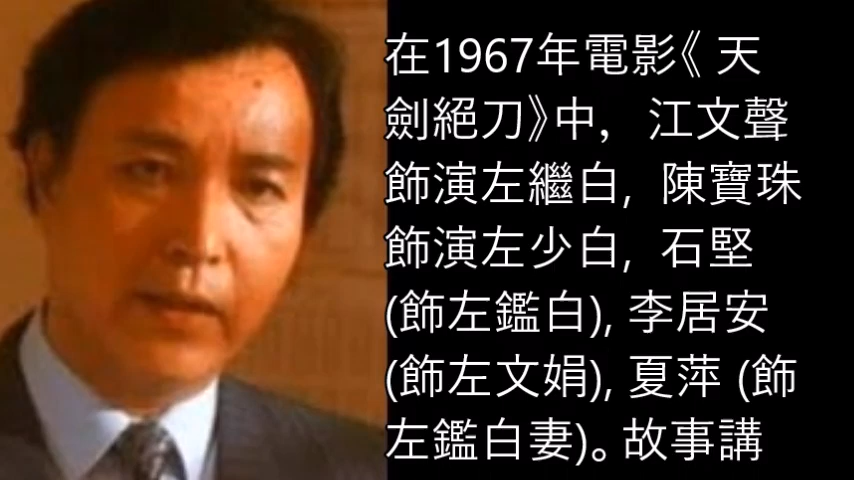 在1967年電影《 天
劍絕刀》中， 江文聲
飾演左繼白, 陳寶珠
飾演左少白, 石堅
(飾左鑑白), 李居安
(飾左文娟), 夏萍 (飾
左鑑白妻)。故事講